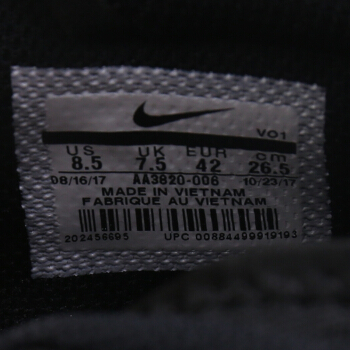 VO1
US UK EUR cm
8.5 7.5 42 26.5
08/16/17 AA3820-006 10/23/17
MADE IN VIETNAM
FABRIQUE AU VIETNAM
202456695 UPC 00884499919193